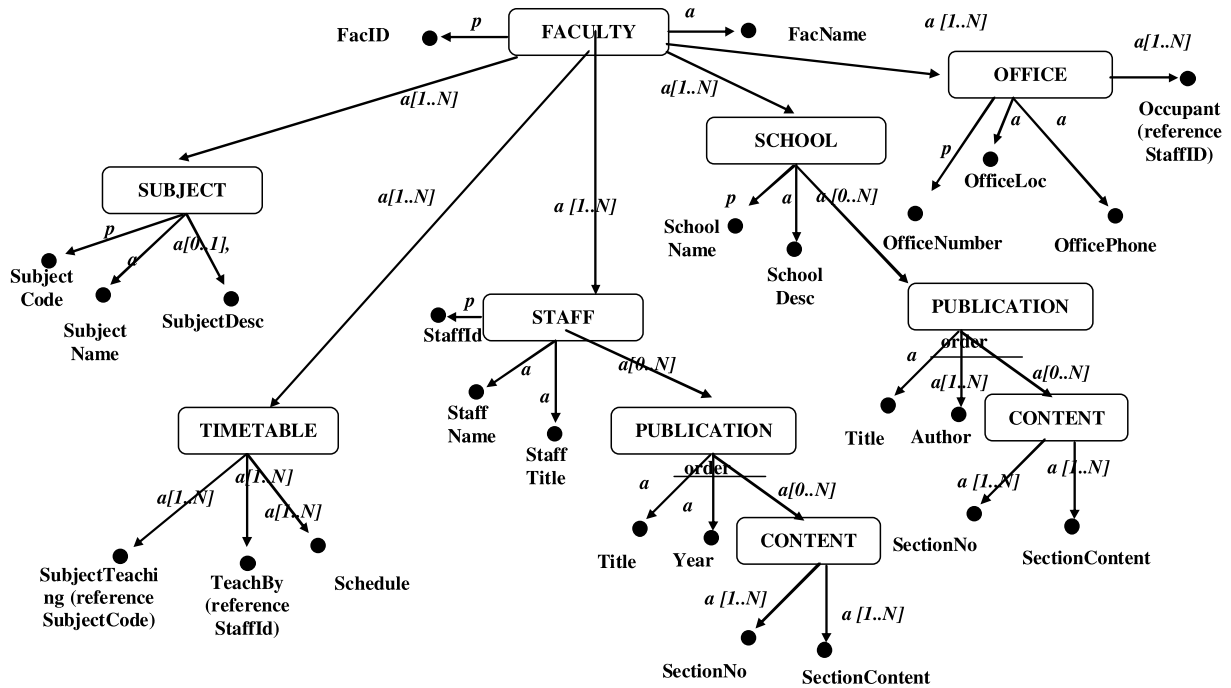 p
FACULTY
a
FacID
FacName
a [1..N]
a[1..N]
OFFICE
a[1..N]
a[1..N]
Occupant
(reference
StaffID)
p
a
a
OfficeLoc
OfficeNumber
OfficePhone
SCHOOL
p
a
a[0..N]
School
Name
School
Desc
SUBJECT
p
a
a[0..1],
Subject
Code
Subject
Name
SubjectDesc
a[1..N]
a [1..N]
p
STAFF
StaffId
a
a
a[0..N]
Staff
Name
Staff
Title
PUBLICATION
order
a
a[1..N]
a[0..N]
Title
Author
CONTENT
a [1..N]
a [1..N]
SectionNo
SectionContent
TIMETABLE
a[1..N]
a[1..N]
a[1..N]
SubjectTeachi
ng (reference
SubjectCode)
TeachBy
(reference
StaffId)
Schedule
PUBLICATION
order
a
a
a[0..N]
Title
Year
CONTENT
a [1..N]
a [1..N]
SectionNo
SectionContent